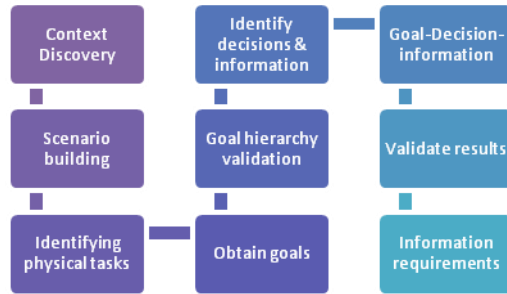 Context
Discovery
Scenario
building
Identifying
physical tasks
Obtain goals
Goal hierarchy
validation
Identify
decisions &
information
Goal-Decision-
information
Validate results
Information
requirements